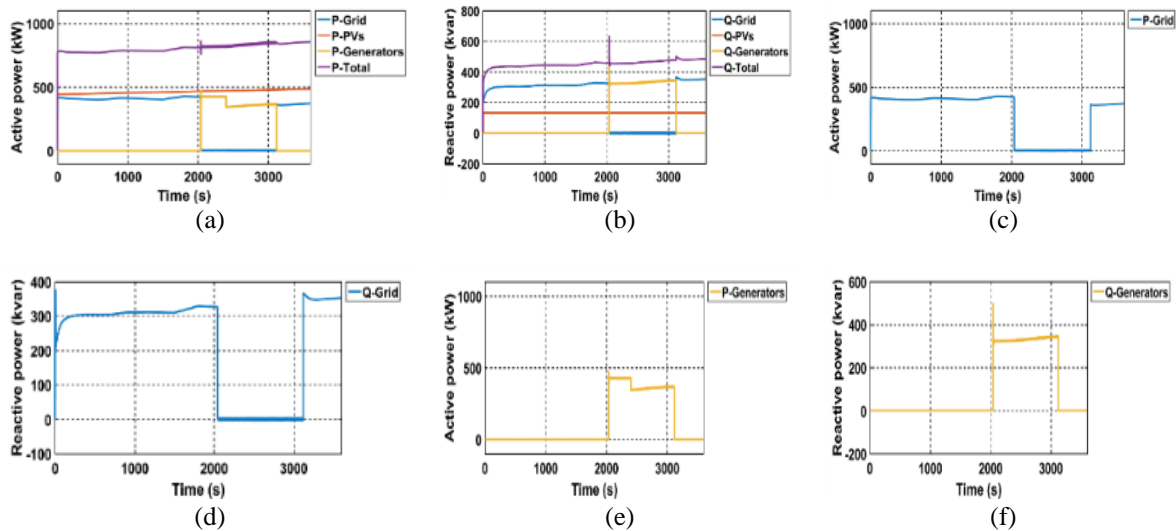 Active power (kW)
1000
500
0
0 1000 2000 3000
Time (s)
P-Grid
P-PVs
P-Generators
P-Total
(a)
Reactive power (kvar)
800
600
400
200
0
-200
0 1000 2000 3000
Time (s)
Q-Grid
Q-PVs
Q-Generators
Q-Total
(b)
Active power (kW)
1000
500
0
0 1000 2000 3000
Time (s)
P-Grid
(c)
Reactive power (kvar)
400
300
200
100
0
-100
0 1000 2000 3000
Time (s)
Q-Grid
(d)
Active power (kW)
1000
500
0
0 1000 2000 3000
Time (s)
P-Generators
(e)
Reactive power (kvar)
600
400
200
0
-200
0 1000 2000 3000
Time (s)
Q-Generators
(f)